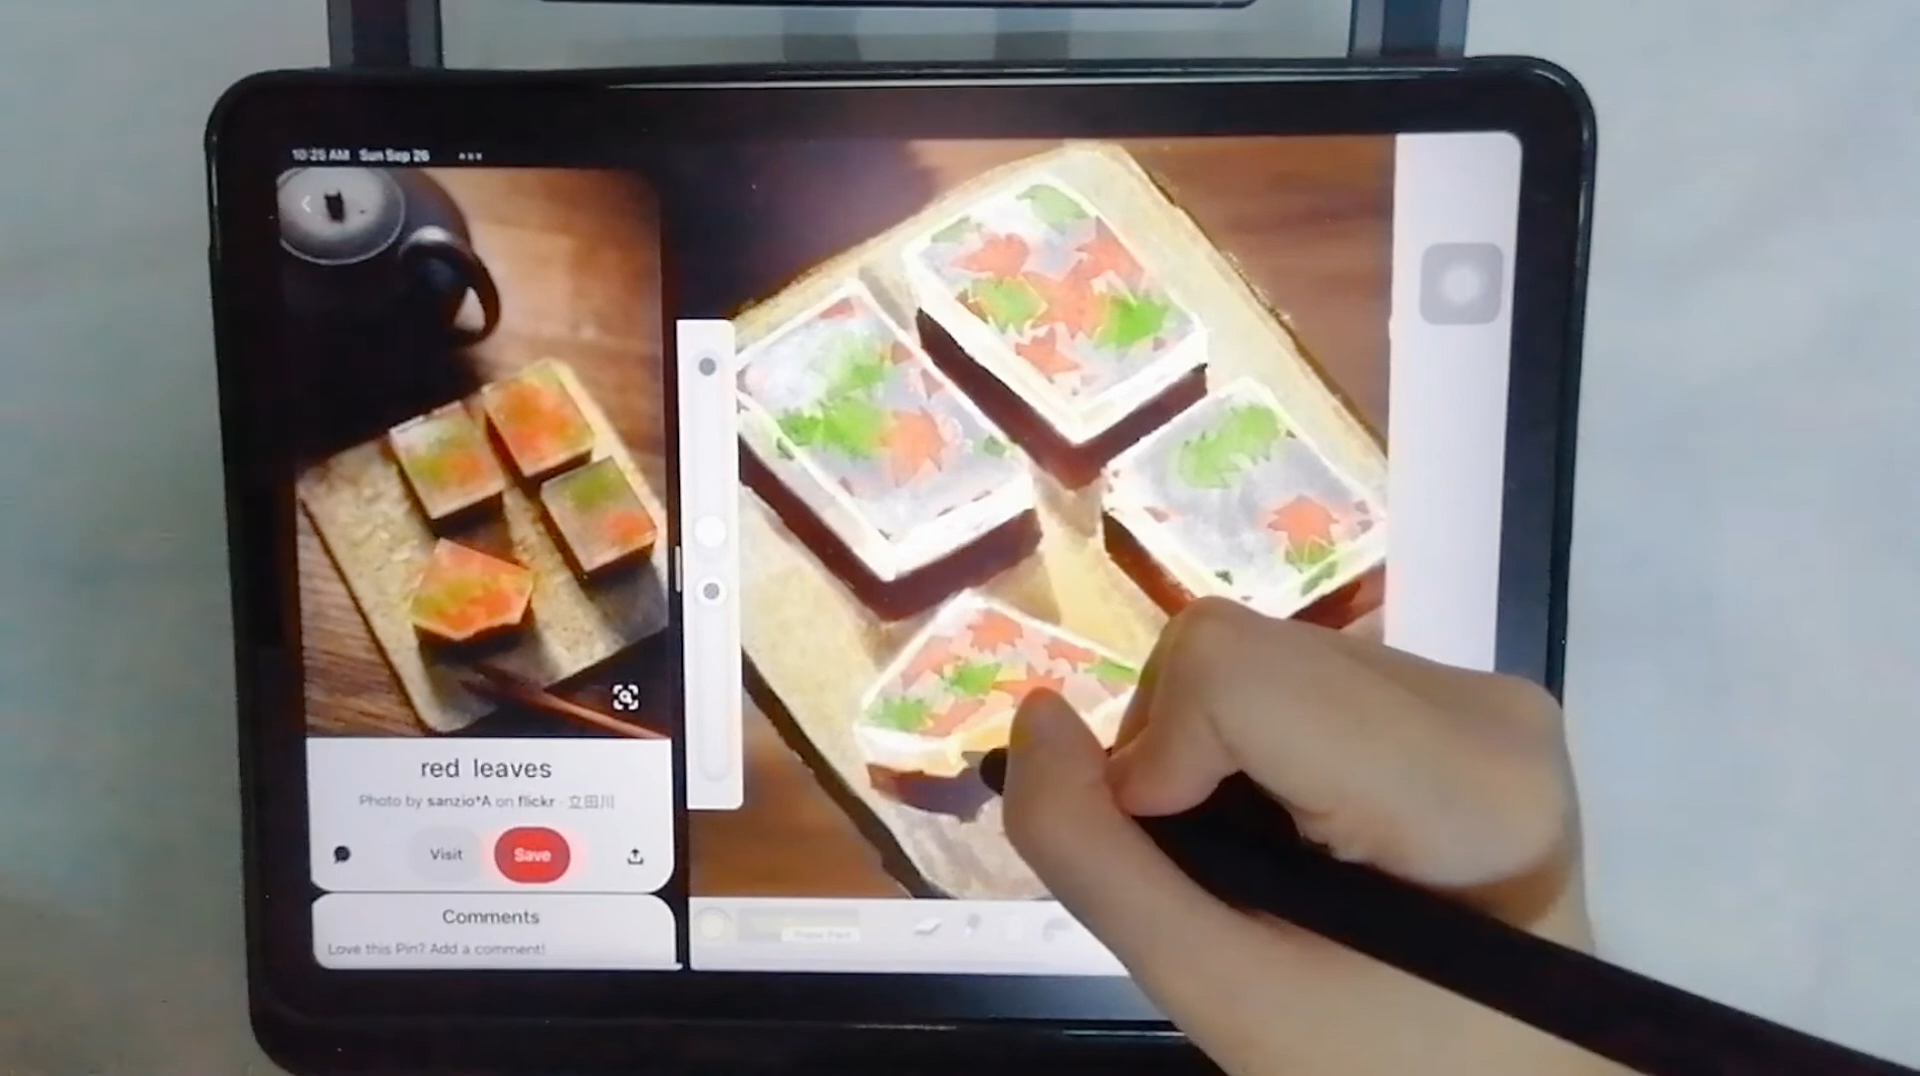 10:25 AM Sun Sep 26
red leaves
Photo by sanzio*A on flickr · 立田川
Visit
Save
Comments
Love this Pin? Add a comment!